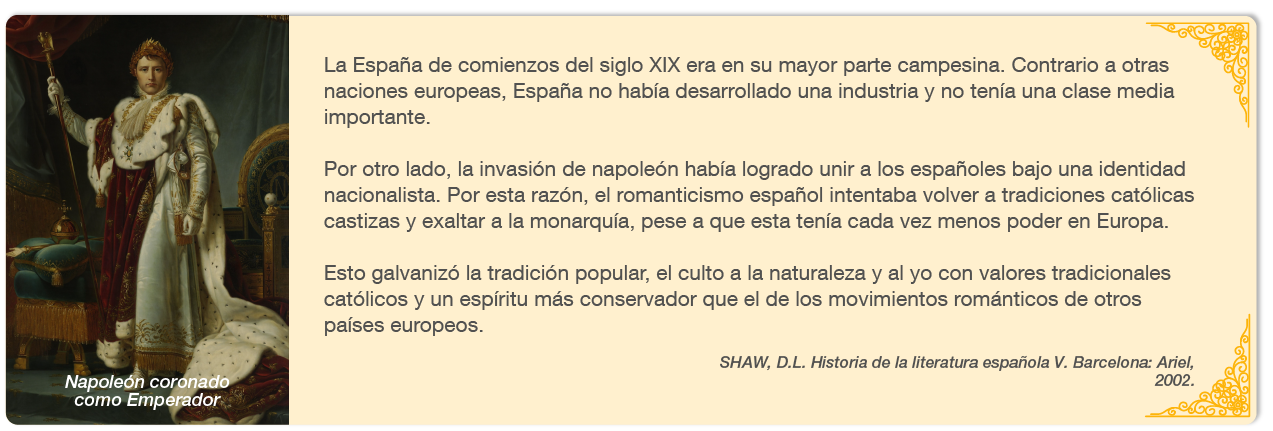 La España de comienzos del siglo XIX era en su mayor parte campesina. Contrario a otras
naciones europeas, España no había desarrollado una industria y no tenía una clase media
importante.
Por otro lado, la invasión de napoleón había logrado unir a los españoles bajo una identidad
nacionalista. Por esta razón, el romanticismo español intentaba volver a tradiciones católicas
castizas y exaltar a la monarquía, pese a que esta tenía cada vez menos poder en Europa.
Esto galvanizó la tradición popular, el culto a la naturaleza y al yo con valores tradicionales
católicos y un espíritu más conservador que el de los movimientos románticos de otros
países europeos.
SHAW, D.L. Historia de la literatura española V. Barcelona: Ariel,
2002.
Napoleón coronado
como Emperador